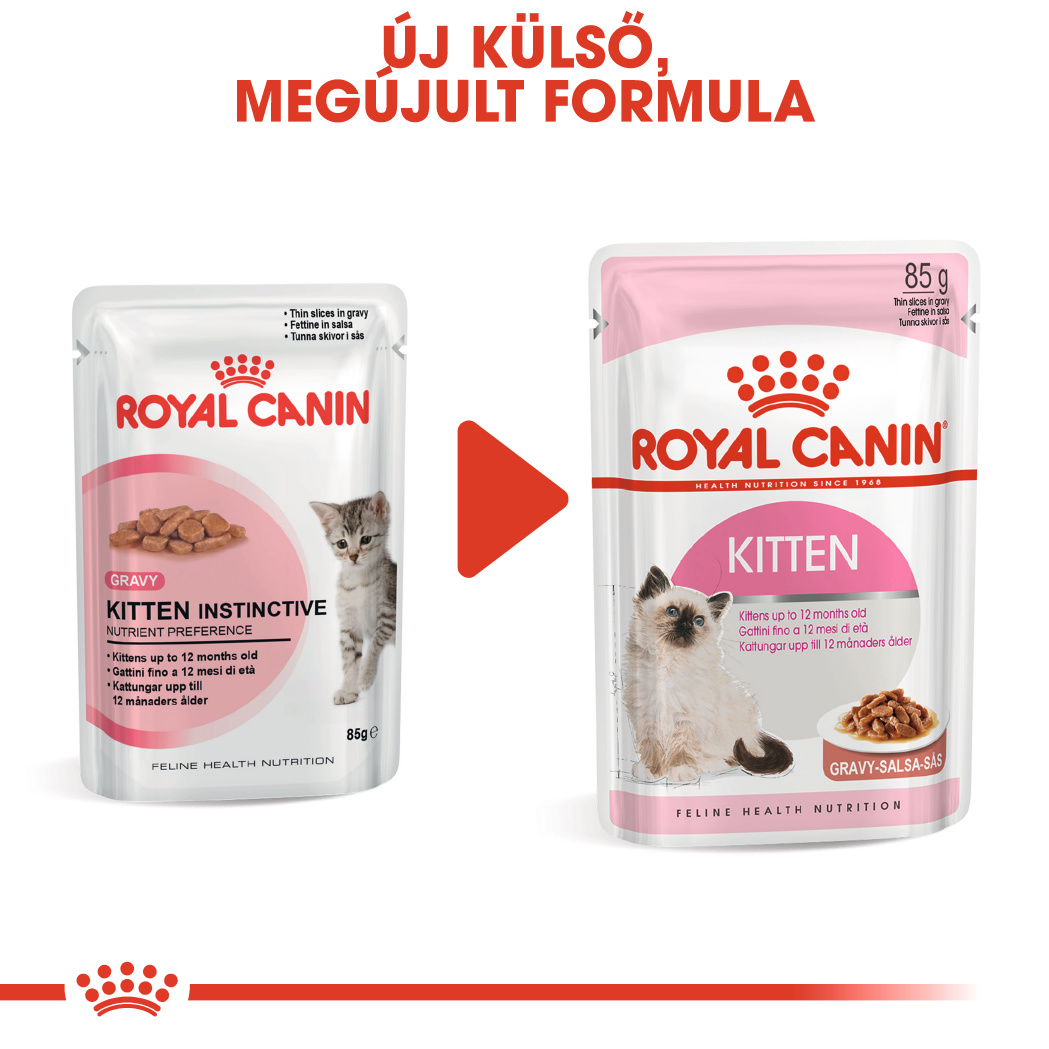 ÚJ KÜLSŐ,
MEGÚJULT FORMULA
• Thin slices in gravy
• Fettine in salsa
• Tunna skivor i sås
ROYAL CANIN
GRAVY
KITTEN INSTINCTIVE
NUTRIENT PREFERENCE
• Kittens up to 12 months old
• Gattini fino a 12 mesi di età
• Kattungar upp till
12 månaders ålder
85g e
FELINE HEALTH NUTRITION
85 g
Thin slices in gravy
Fettine in salsa
Tunna skivor i sås
ROYAL CANIN®
HEALTH NUTRITION SINCE 1968
KITTEN
Kittens up to 12 months old
Gattini fino a 12 mesi di età
Kattungar upp till 12 månaders ålder
GRAVY-SALSA-SÅS
FELINE HEALTH NUTRITION